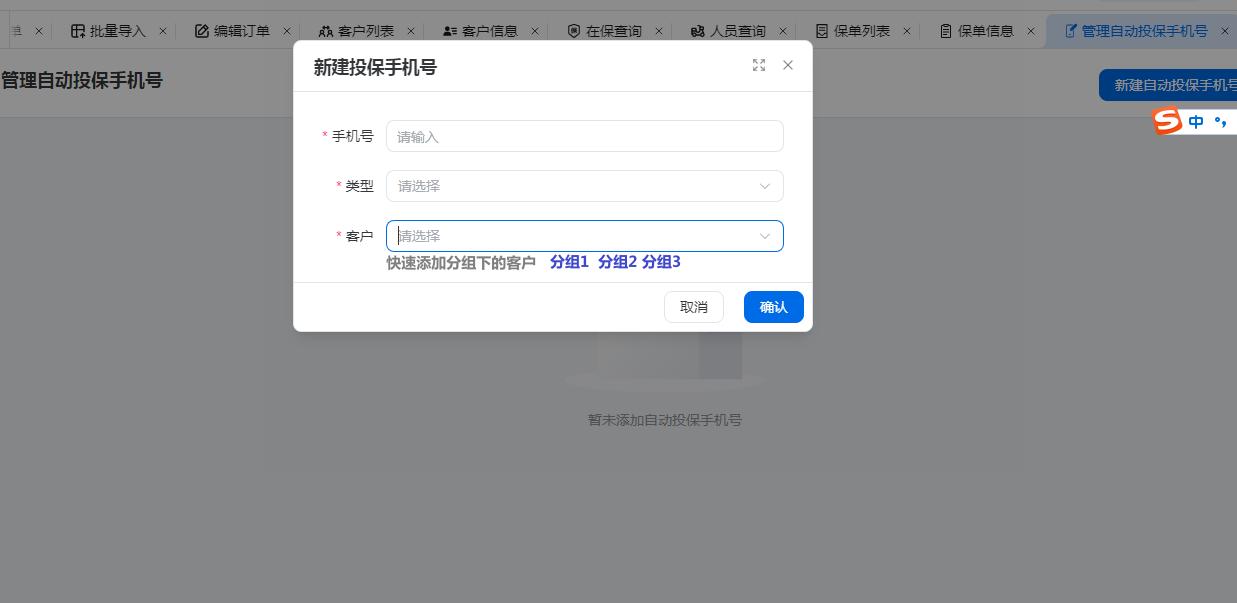 批量导入 编辑订单 客户列表 客户信息 在保查询 人员查询 保单列表 保单信息 管理自动投保手机号
管理自动投保手机号
新建自动投保手机号
新建投保手机号
* 手机号 请输入
* 类型 请选择
* 客户 请选择
快速添加分组下的客户 分组1 分组2 分组3
取消 确认
中 °,
暂未添加自动投保手机号